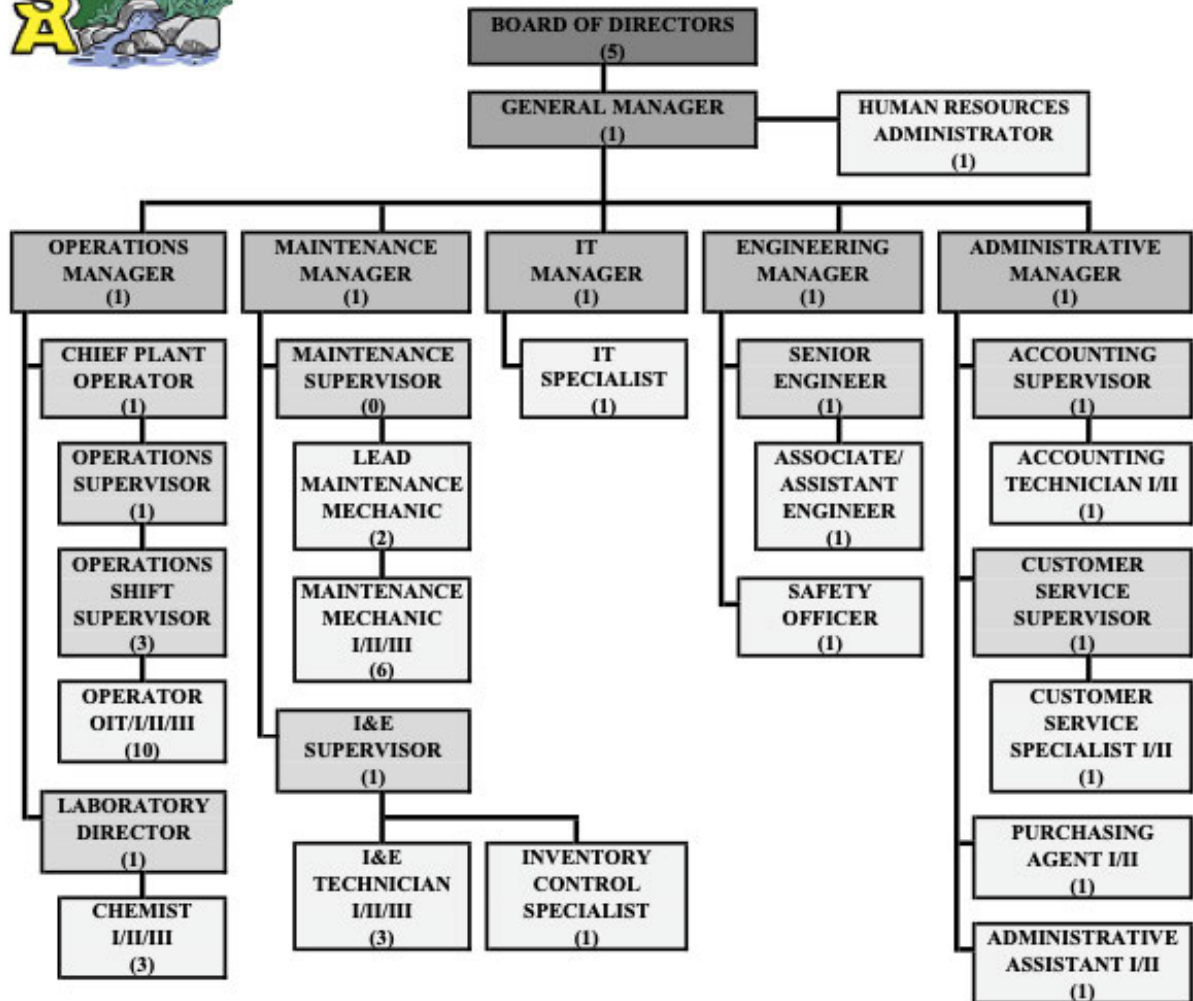 BOARD OF DIRECTORS
(5)
GENERAL MANAGER
(1)
HUMAN RESOURCES
ADMINISTRATOR
(1)
OPERATIONS
MANAGER
(1)
CHIEF PLANT
OPERATOR
(1)
OPERATIONS
SUPERVISOR
(1)
OPERATIONS
SHIFT
SUPERVISOR
(3)
OPERATOR
OIT/I/II/III
(10)
LABORATORY
DIRECTOR
(1)
CHEMIST
I/II/III
(3)
MAINTENANCE
MANAGER
(1)
MAINTENANCE
SUPERVISOR
(0)
LEAD
MAINTENANCE
MECHANIC
(2)
MAINTENANCE
MECHANIC
I/II/III
(6)
I&E
SUPERVISOR
(1)
I&E
TECHNICIAN
I/II/III
(3)
INVENTORY
CONTROL
SPECIALIST
(1)
IT
MANAGER
(1)
IT
SPECIALIST
(1)
ENGINEERING
MANAGER
(1)
SENIOR
ENGINEER
(1)
ASSOCIATE/
ASSISTANT
ENGINEER
(1)
SAFETY
OFFICER
(1)
ADMINISTRATIVE
MANAGER
(1)
ACCOUNTING
SUPERVISOR
(1)
ACCOUNTING
TECHNICIAN I/II
(1)
CUSTOMER
SERVICE
SUPERVISOR
(1)
CUSTOMER
SERVICE
SPECIALIST I/II
(1)
PURCHASING
AGENT I/II
(1)
ADMINISTRATIVE
ASSISTANT I/II
(1)